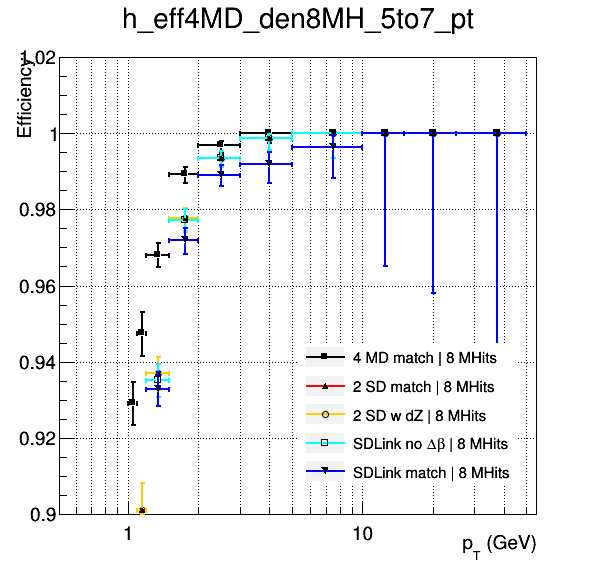 h_eff4MD_den8MH_5to7_pt
Efficiency
1.02
1
0.98
0.96
0.94
0.92
0.9
4 MD match | 8 MHits
2 SD match | 8 MHits
2 SD w dZ | 8 MHits
SDLink no Δβ | 8 MHits
SDLink match | 8 MHits
1
10
p_T (GeV)